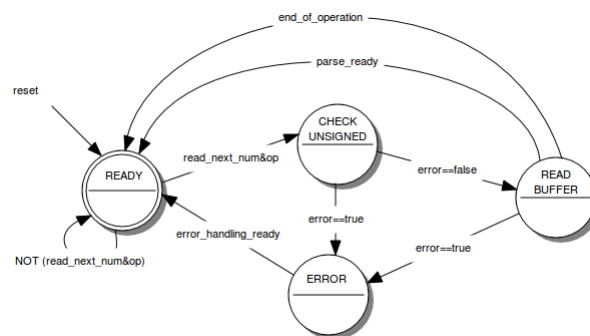 end_of_operation
parse_ready
reset
CHECK
UNSIGNED
read_next_num&op
READY
error==false
READ
BUFFER
error==true
error_handling_ready
error==true
NOT (read_next_num&op)
ERROR